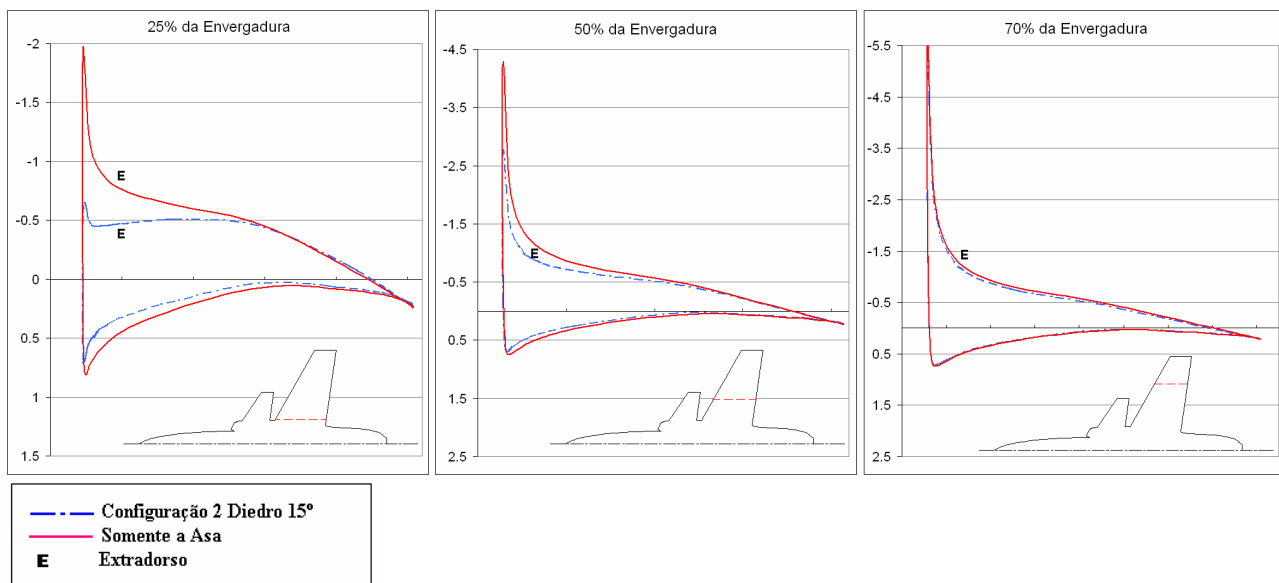 25% da Envergadura
-2
-1.5
-1
-0.5
0
0.5
1
1.5
E
E
50% da Envergadura
-4.5
-3.5
-2.5
-1.5
-0.5
0.5
1.5
2.5
E
70% da Envergadura
-5.5
-4.5
-3.5
-2.5
-1.5
-0.5
0.5
1.5
2.5
E
Configuração 2 Diedro 15º
Somente a Asa
E Extradorso